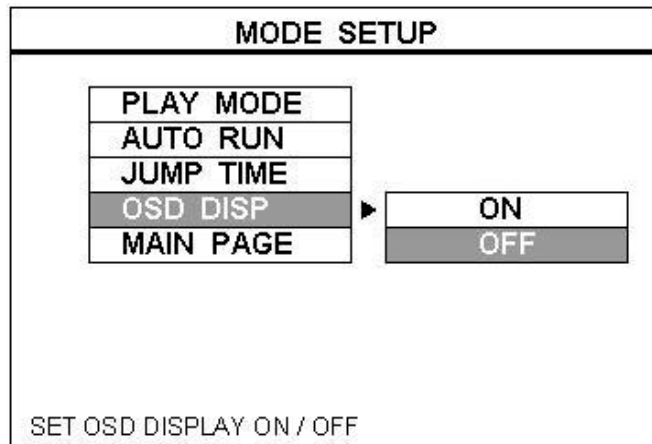 MODE SETUP
PLAY MODE
AUTO RUN
JUMP TIME
OSD DISP
ON
MAIN PAGE
OFF
SET OSD DISPLAY ON / OFF